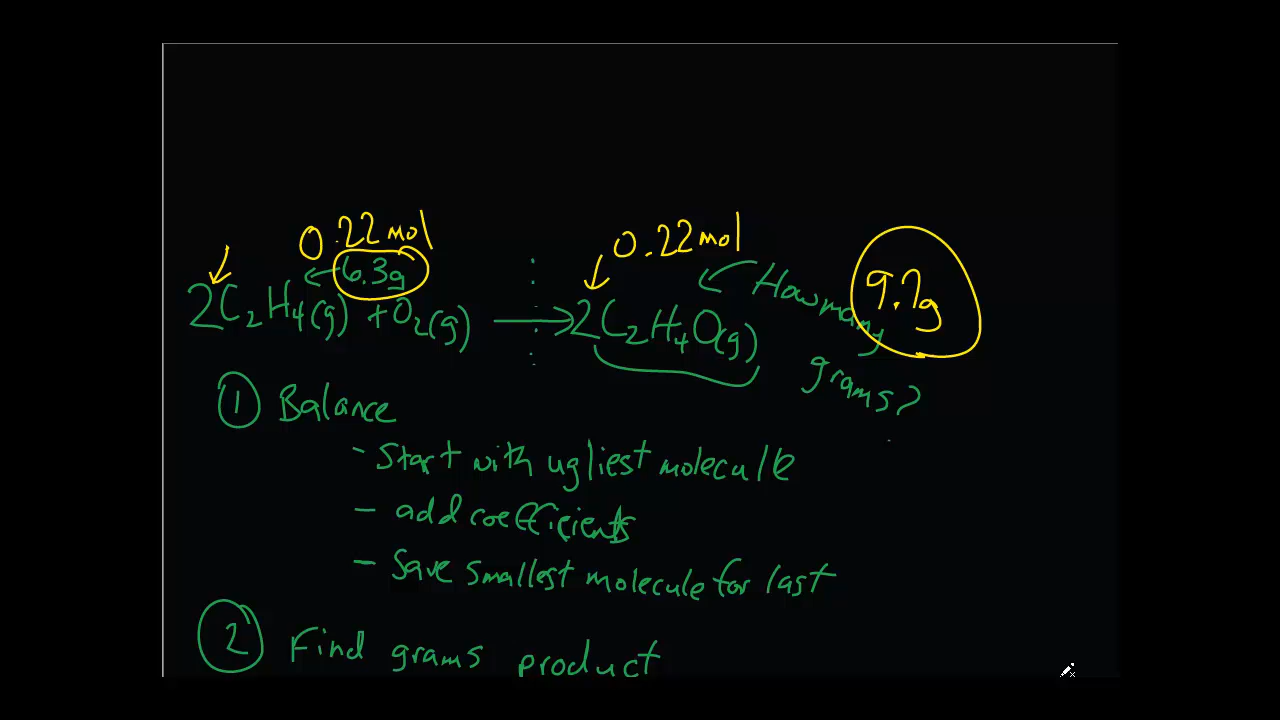 0.22 mol 0.22 mol
6.3g How many 9.7g
2C₂H₄(g) + O₂(g) → 2C₂H₄O(g)
grams?
① Balance
- Start with ugliest molecule
- add coefficients
- Save smallest molecule for last
② Find grams product